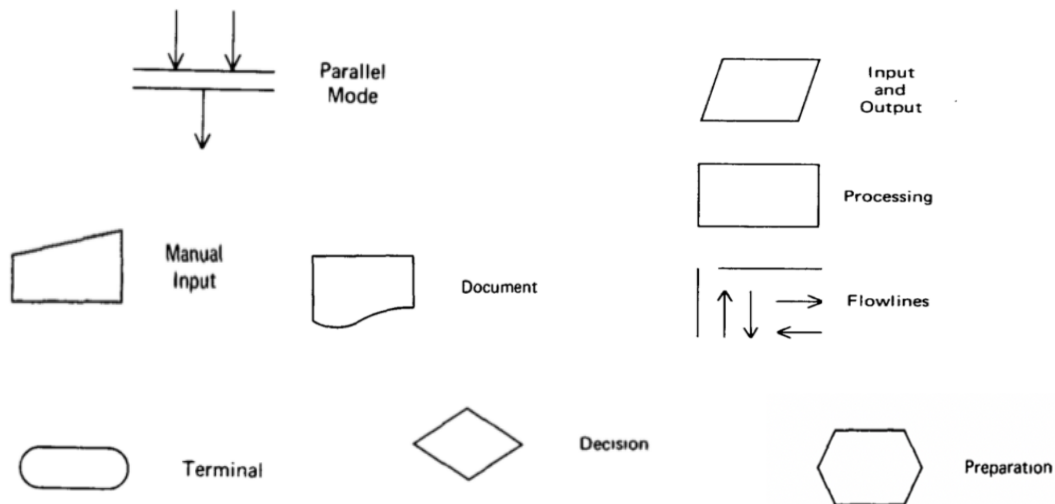 Parallel
Mode
Input
and
Output
Processing
Manual
Input
Document
Flowlines
Terminal
Decision
Preparation